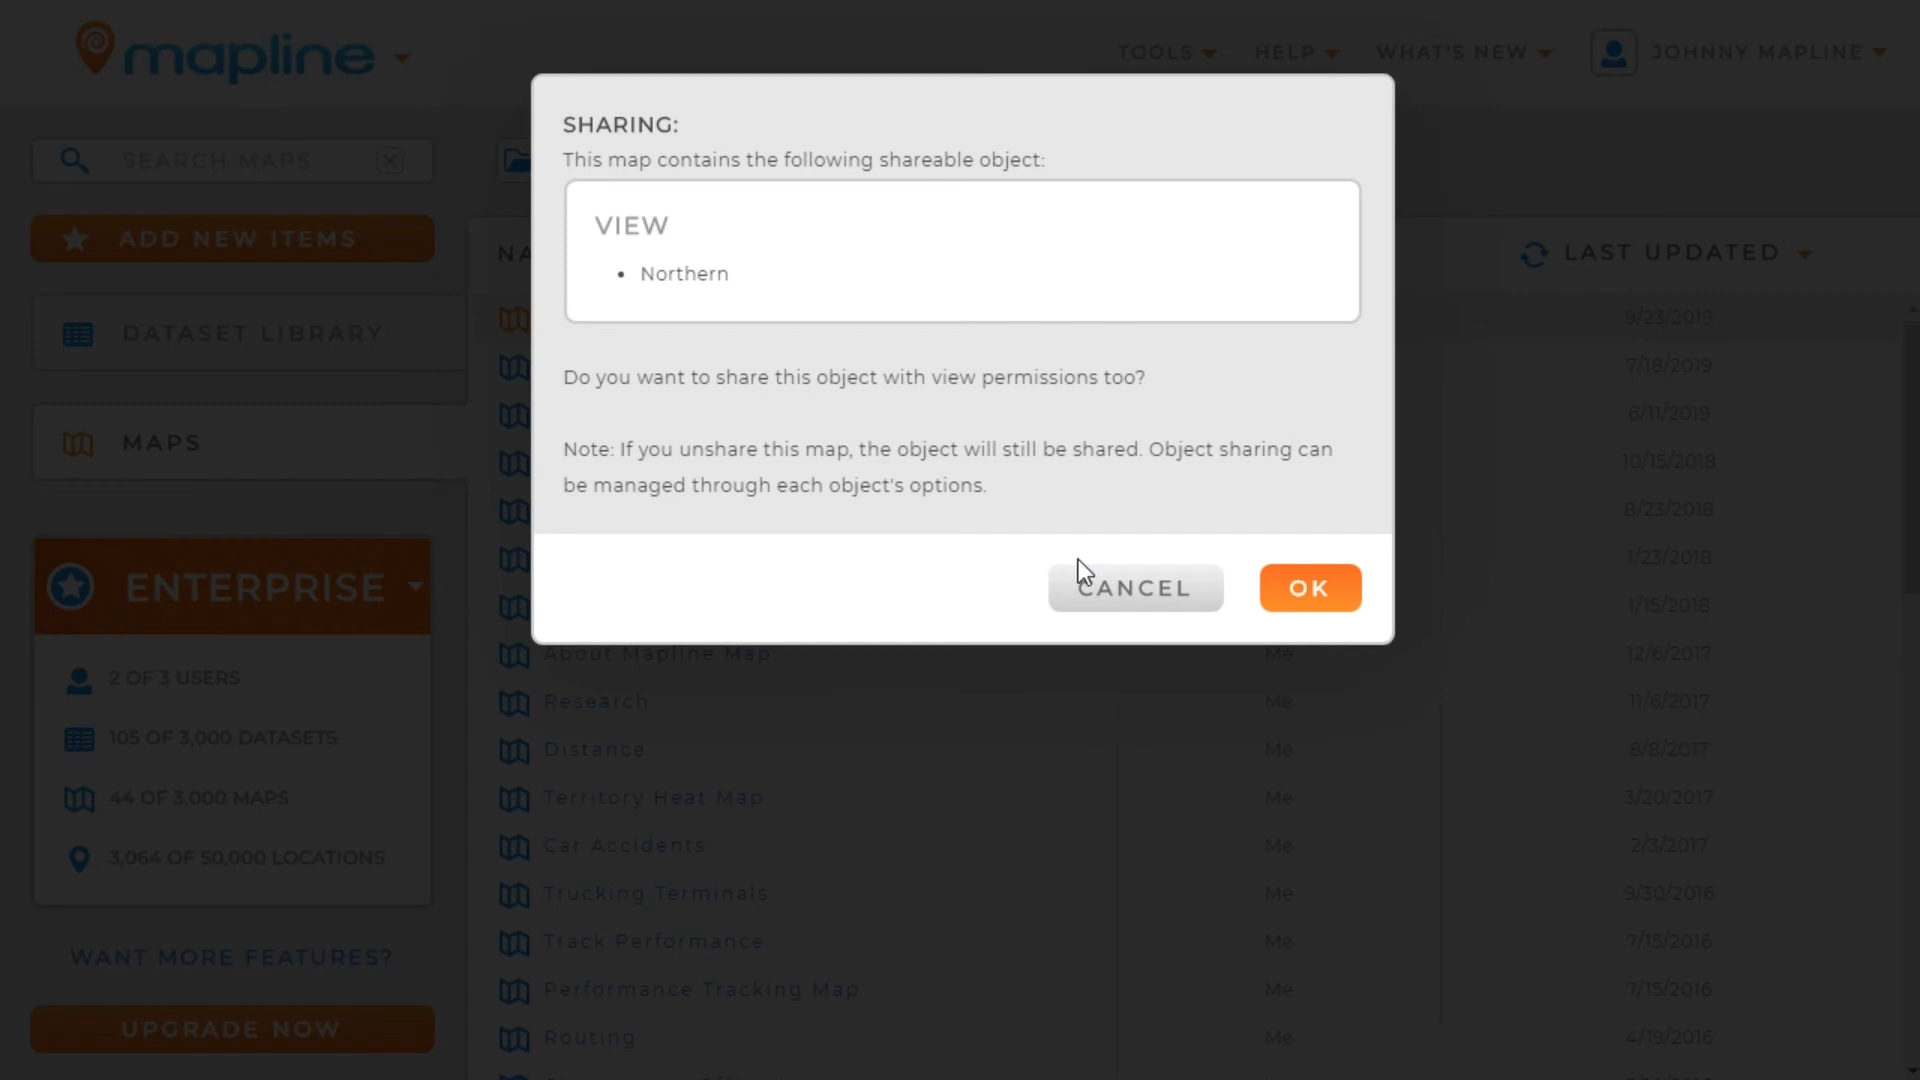 mapline
TOOLS
HELP
WHAT'S NEW
JOHNNY MAPLINE
SHARING:
This map contains the following shareable object:
VIEW
• Northern
Do you want to share this object with view permissions too?
Note: If you unshare this map, the object will still be shared. Object sharing can
be managed through each object's options.
CANCEL
OK
SEARCH MAPS
ADD NEW ITEMS
DATASET LIBRARY
MAPS
ENTERPRISE
2 OF 3 USERS
105 OF 3,000 DATASETS
44 OF 3,000 MAPS
3,064 OF 50,000 LOCATIONS
WANT MORE FEATURES?
UPGRADE NOW
LAST UPDATED
9/23/2019
7/18/2019
6/11/2019
10/15/2018
8/23/2018
1/23/2018
1/15/2018
About Mapline Map Me 12/6/2017
Research Me 11/6/2017
Distance Me 8/8/2017
Territory Heat Map Me 3/20/2017
Car Accidents Me 2/3/2017
Trucking Terminals Me 9/30/2016
Track Performance Me 7/15/2016
Performance Tracking Map Me 7/15/2016
Routing Me 4/19/2016